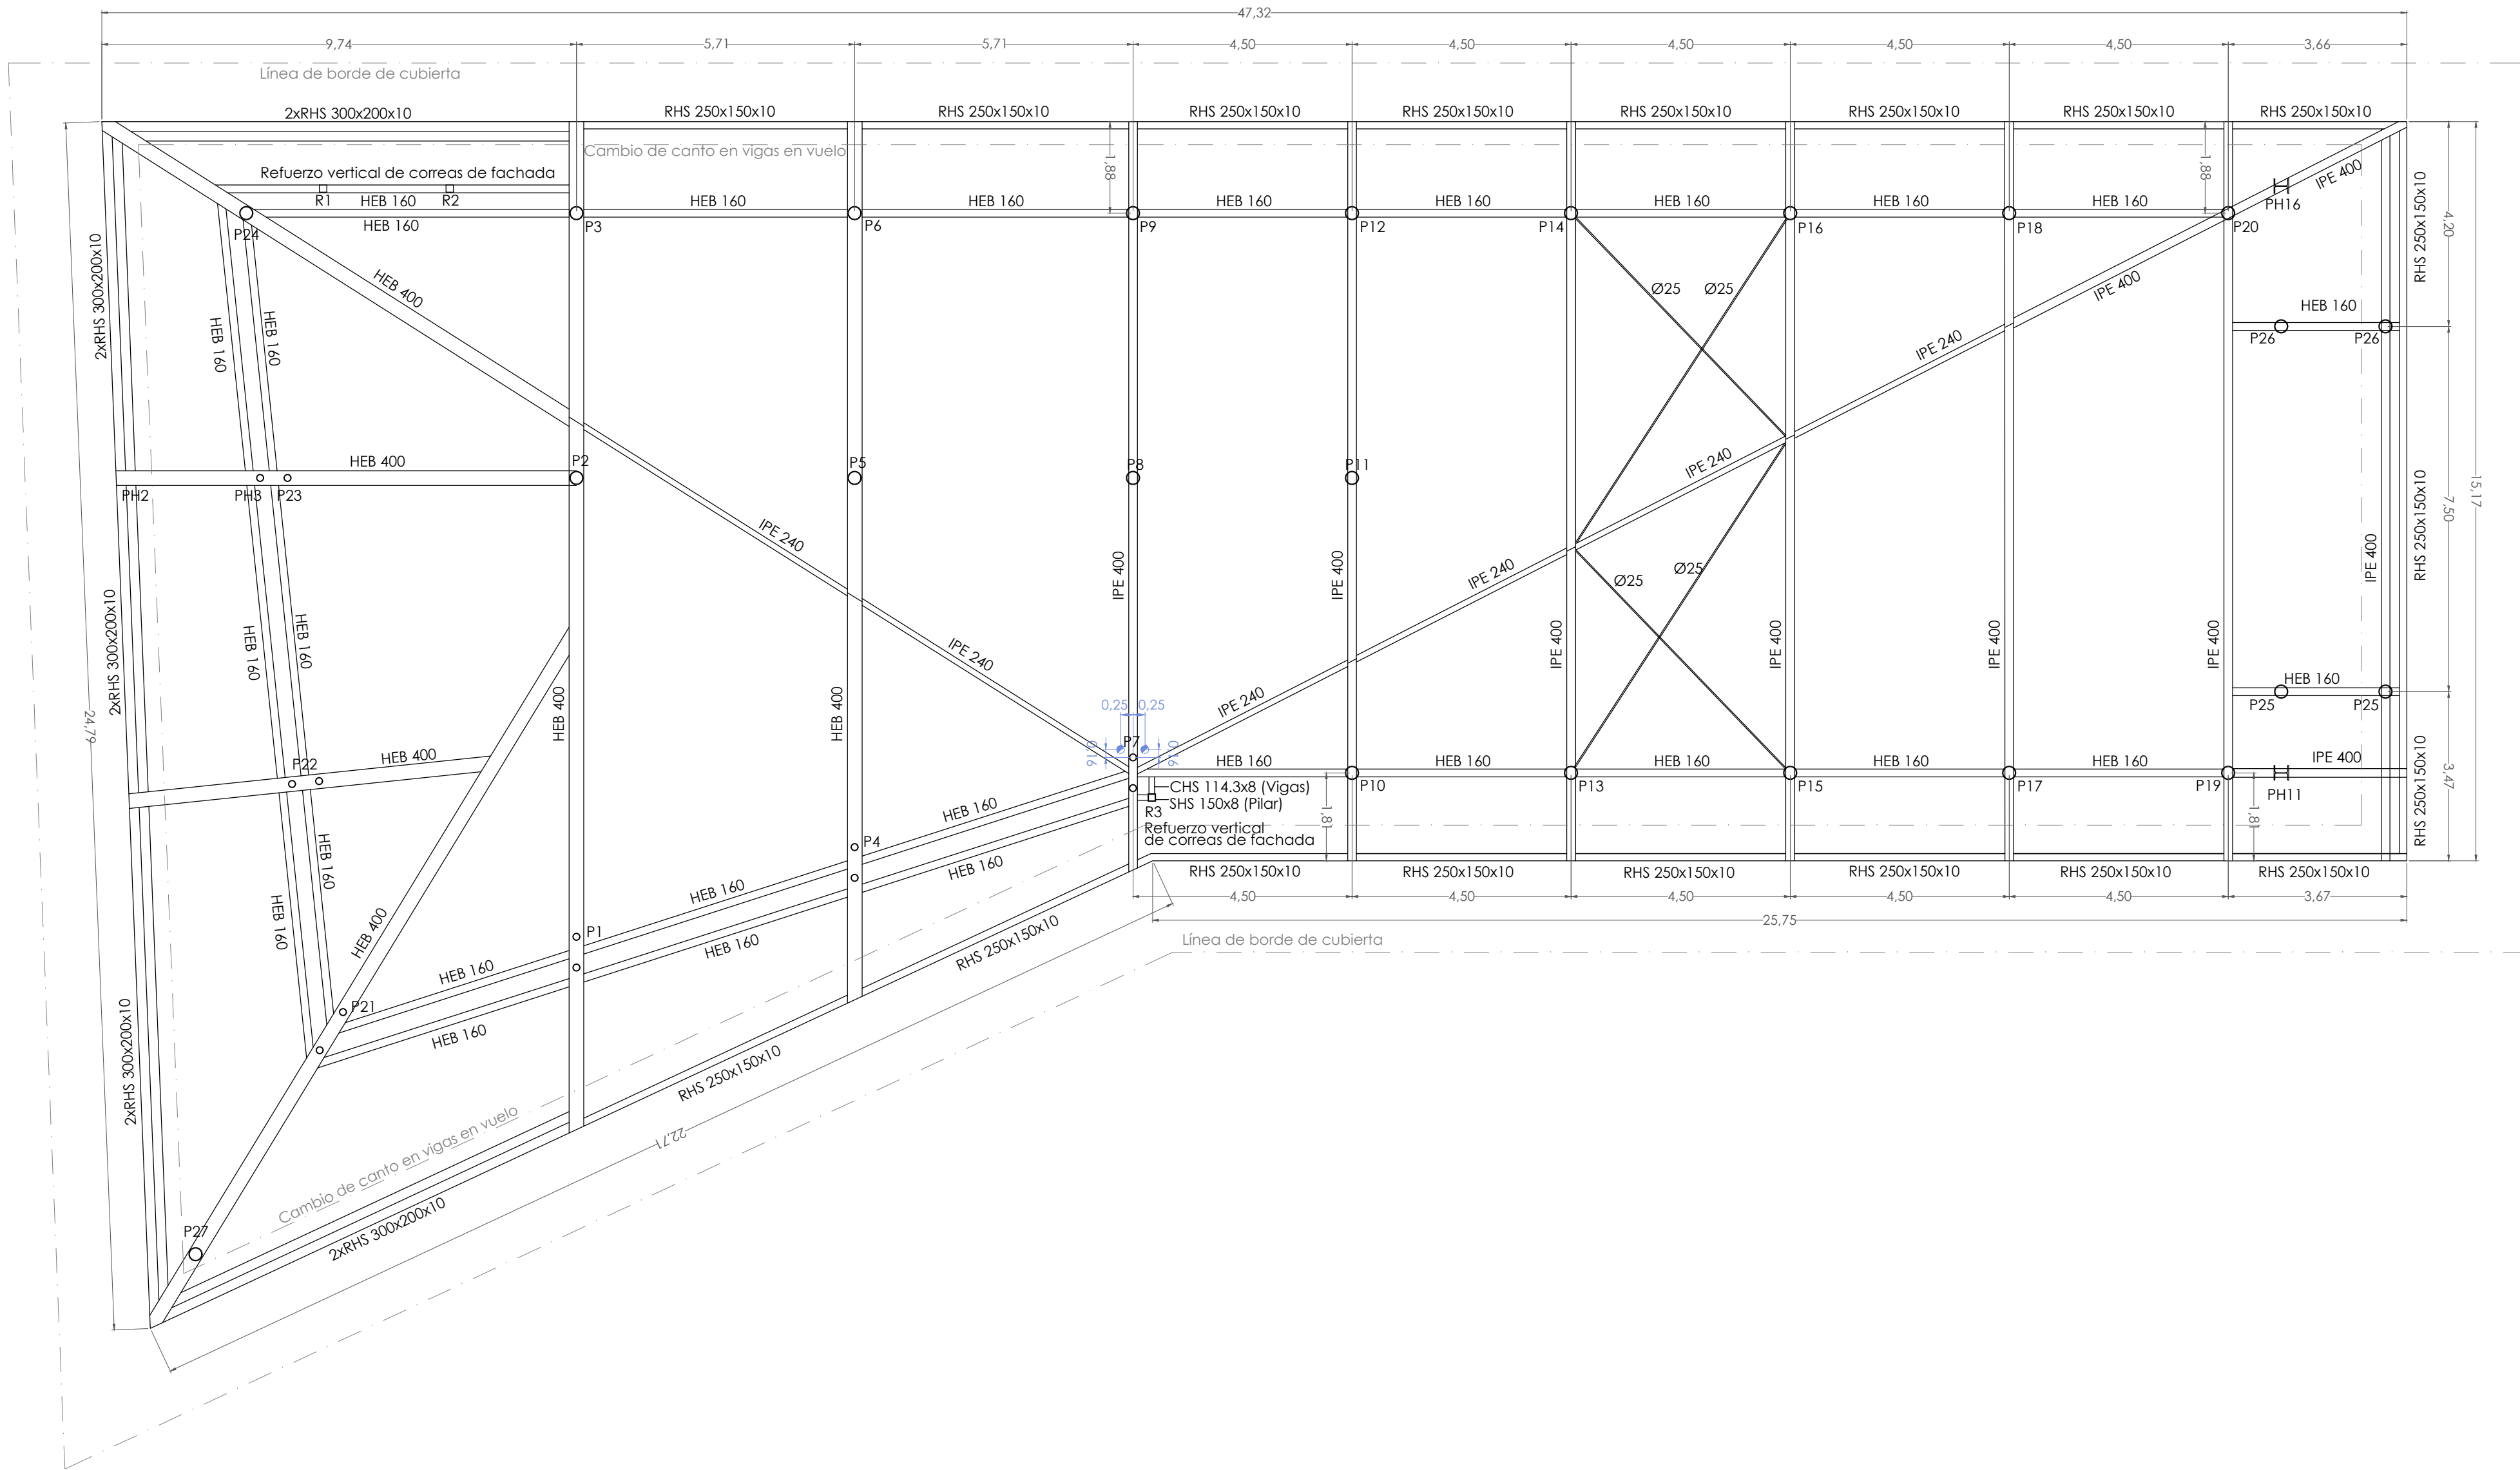 47,32
9,74
5,71
5,71
4,50
4,50
4,50
4,50
4,50
3,66
Línea de borde de cubierta
2xRHS 300x200x10
RHS 250x150x10
RHS 250x150x10
RHS 250x150x10
RHS 250x150x10
RHS 250x150x10
RHS 250x150x10
RHS 250x150x10
RHS 250x150x10
Cambio de canto en vigas en vuelo
1,88
1,88
Refuerzo vertical de correas de fachada
R1
HEB 160
R2
HEB 160
HEB 160
HEB 160
HEB 160
HEB 160
HEB 160
HEB 160
HEB 160
IPE 400
PH16
RHS 250x150x10
4,20
P24
P3
P6
P9
P12
P14
P16
P18
P20
2xRHS 300x200x10
HEB 400
HEB 160
HEB 160
Ø25
Ø25
IPE 400
IPE 240
HEB 160
P26
P26
HEB 400
P2
P5
P8
P11
IPE 240
PH2
PH3
P23
IPE 240
15,17
7,50
RHS 250x150x10
IPE 400
IPE 400
IPE 400
IPE 240
Ø25
Ø25
2xRHS 300x200x10
HEB 160
HEB 160
IPE 240
IPE 400
IPE 400
IPE 400
IPE 400
HEB 160
P25
P25
24,79
HEB 400
HEB 400
IPE 240
0,25
0,25
0,16
0,16
P7
P22
HEB 400
HEB 160
HEB 160
HEB 160
HEB 160
IPE 400
3,47
RHS 250x150x10
P10
P13
P15
P17
P19
PH11
CHS 114.3x8 (Vigas)
SHS 150x8 (Pilar)
R3
Refuerzo vertical
de correas de fachada
1,81
1,81
HEB 160
P4
HEB 160
HEB 160
HEB 160
RHS 250x150x10
RHS 250x150x10
RHS 250x150x10
RHS 250x150x10
RHS 250x150x10
RHS 250x150x10
4,50
4,50
4,50
4,50
4,50
3,67
25,75
HEB 160
HEB 400
P1
HEB 160
RHS 250x150x10
Línea de borde de cubierta
HEB 160
P21
HEB 160
2xRHS 300x200x10
RHS 250x150x10
22,71
Cambio de canto en vigas en vuelo
P27
2xRHS 300x200x10